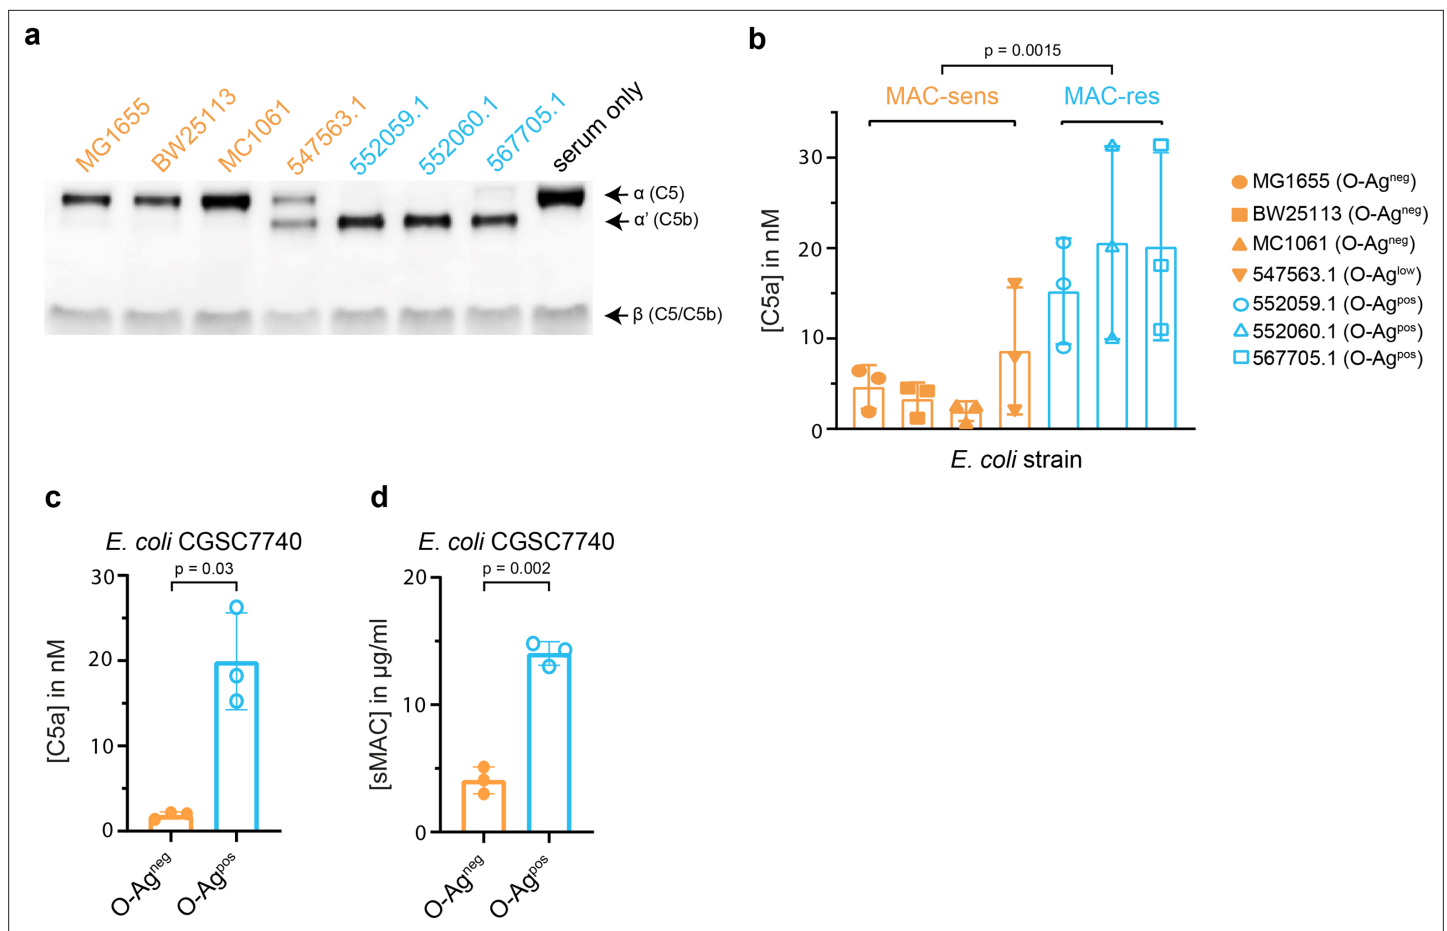 a
MG1655
BW25113
MC1061
547563.1
552059.1
552060.1
567705.1
serum only
α (C5)
α’ (C5b)
β (C5/C5b)
b
p = 0.0015
MAC-sens
MAC-res
[C5a] in nM
30
20
10
0
E. coli strain
MG1655 (O-Agneg)
BW25113 (O-Agneg)
MC1061 (O-Agneg)
547563.1 (O-Aglow)
552059.1 (O-Agpos)
552060.1 (O-Agpos)
567705.1 (O-Agpos)
c
E. coli CGSC7740
p = 0.03
[C5a] in nM
30
20
10
0
O-Agneg
O-Agpos
d
E. coli CGSC7740
p = 0.002
[sMAC] in µg/ml
20
10
0
O-Agneg
O-Agpos